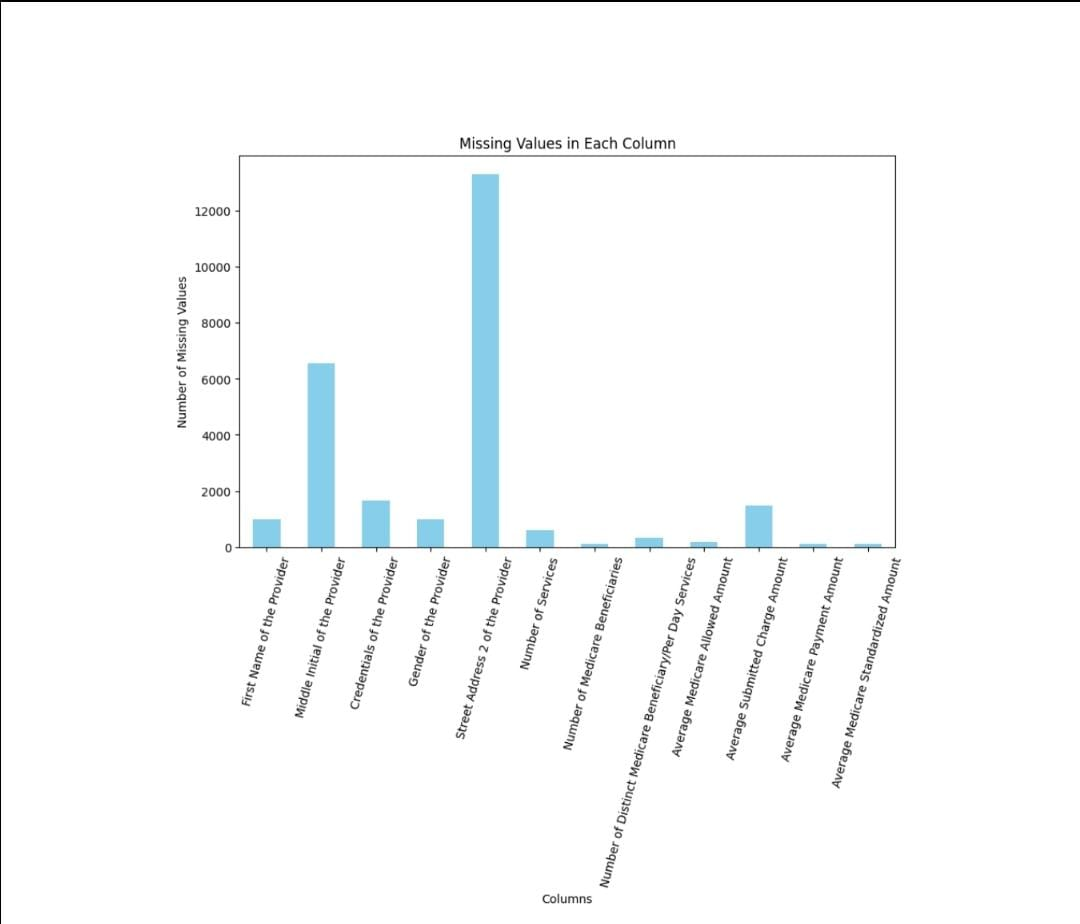 Missing Values in Each Column
Number of Missing Values
12000
10000
8000
6000
4000
2000
0
First Name of the Provider
Middle Initial of the Provider
Credentials of the Provider
Gender of the Provider
Street Address 2 of the Provider
Number of Services
Number of Medicare Beneficiaries
Number of Distinct Medicare Beneficiary/Per Day Services
Average Medicare Allowed Amount
Average Submitted Charge Amount
Average Medicare Payment Amount
Average Medicare Standardized Amount
Columns